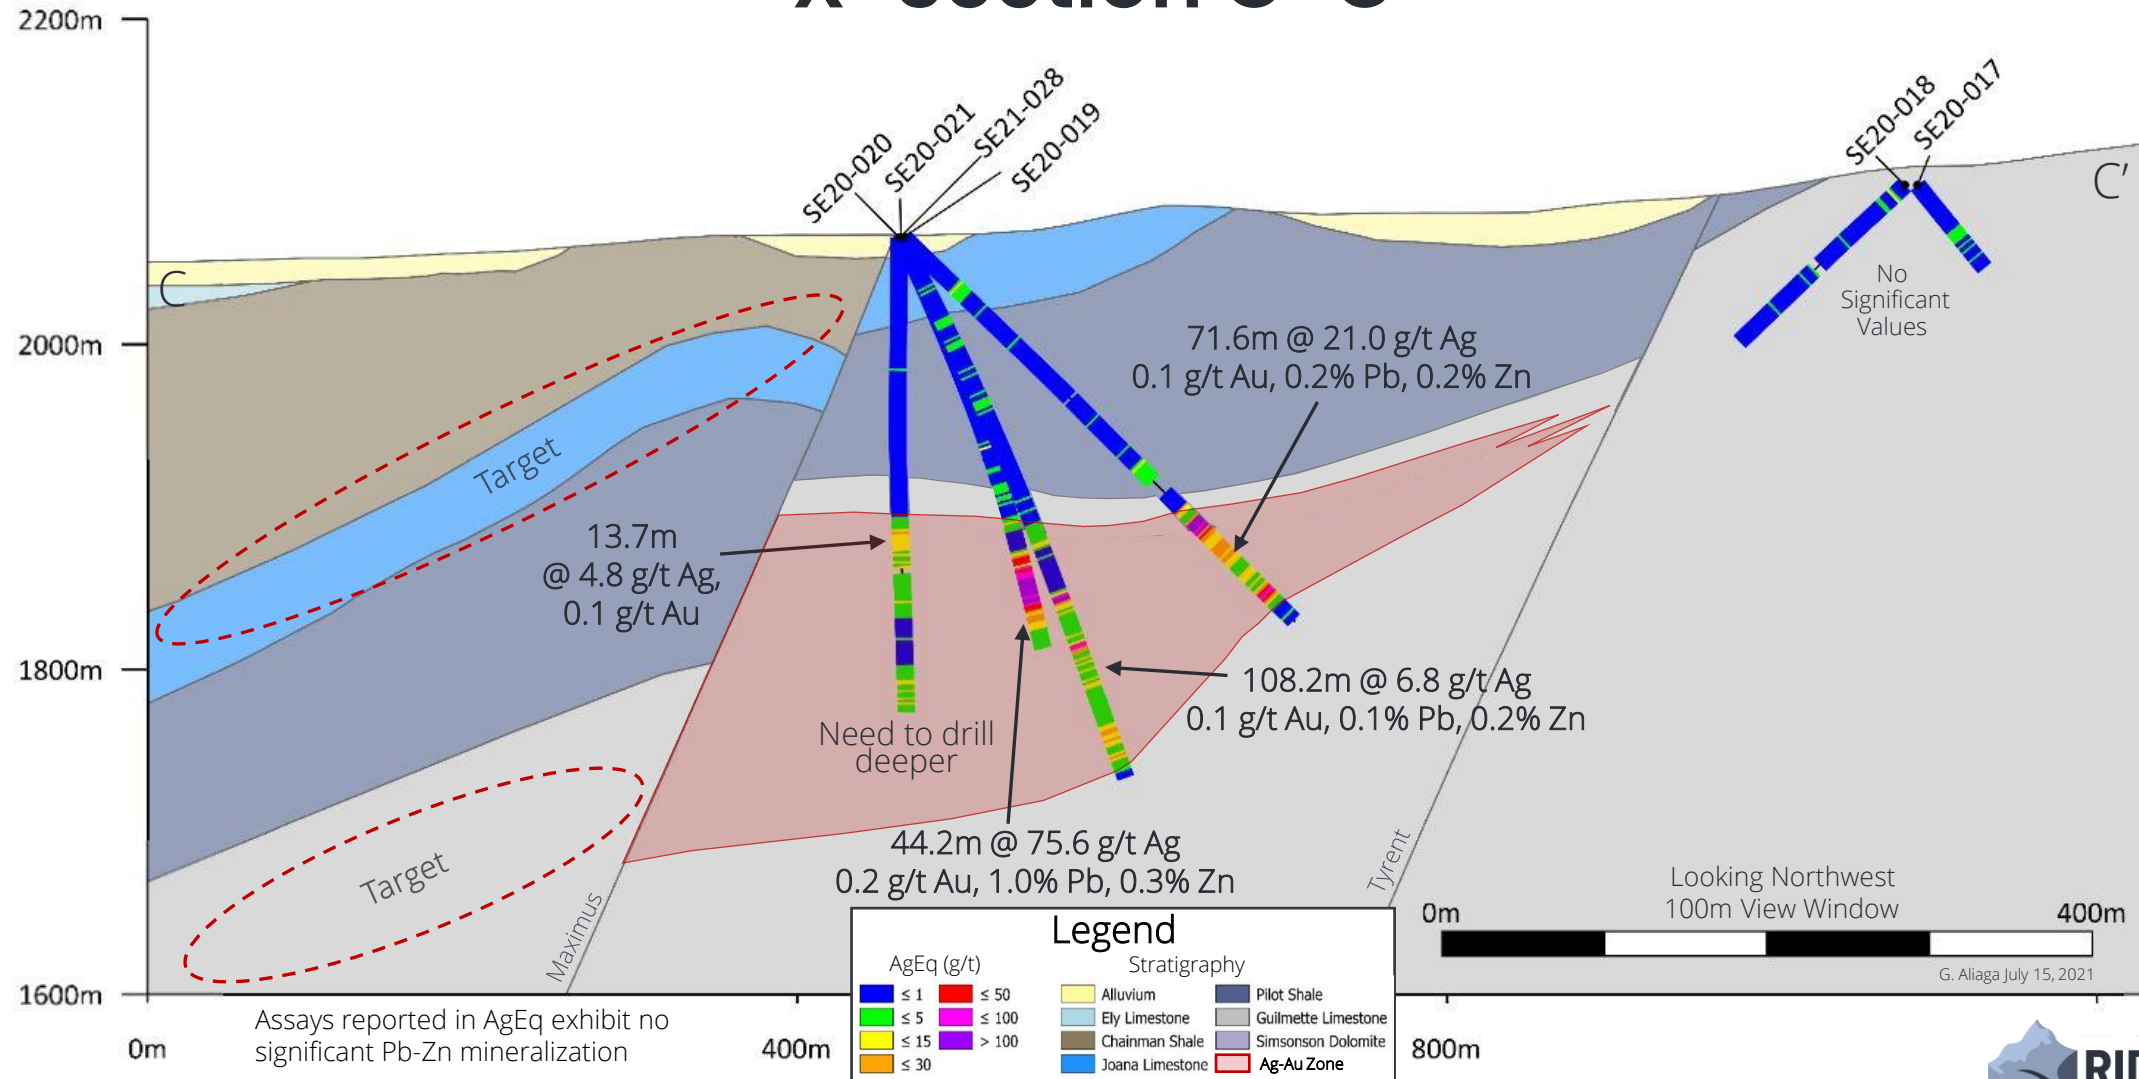 2200m
2000m
1800m
1600m
C
C'
SE20-020
SE20-021
SE21-028
SE20-019
SE20-018
SE20-017
No
Significant
Values
71.6m @ 21.0 g/t Ag
0.1 g/t Au, 0.2% Pb, 0.2% Zn
Target
13.7m
@ 4.8 g/t Ag,
0.1 g/t Au
108.2m @ 6.8 g/t Ag
0.1 g/t Au, 0.1% Pb, 0.2% Zn
Need to drill
deeper
44.2m @ 75.6 g/t Ag
0.2 g/t Au, 1.0% Pb, 0.3% Zn
Target
Maximus
Tyrent
Looking Northwest
100m View Window
0m
400m
G. Aliaga July 15, 2021
Legend
AgEq (g/t)
Stratigraphy
≤ 1
≤ 50
Alluvium
Pilot Shale
≤ 5
≤ 100
Ely Limestone
Guilmette Limestone
≤ 15
> 100
Chainman Shale
Simsonson Dolomite
≤ 30
Joana Limestone
Ag-Au Zone
Assays reported in AgEq exhibit no
significant Pb-Zn mineralization
0m
400m
800m